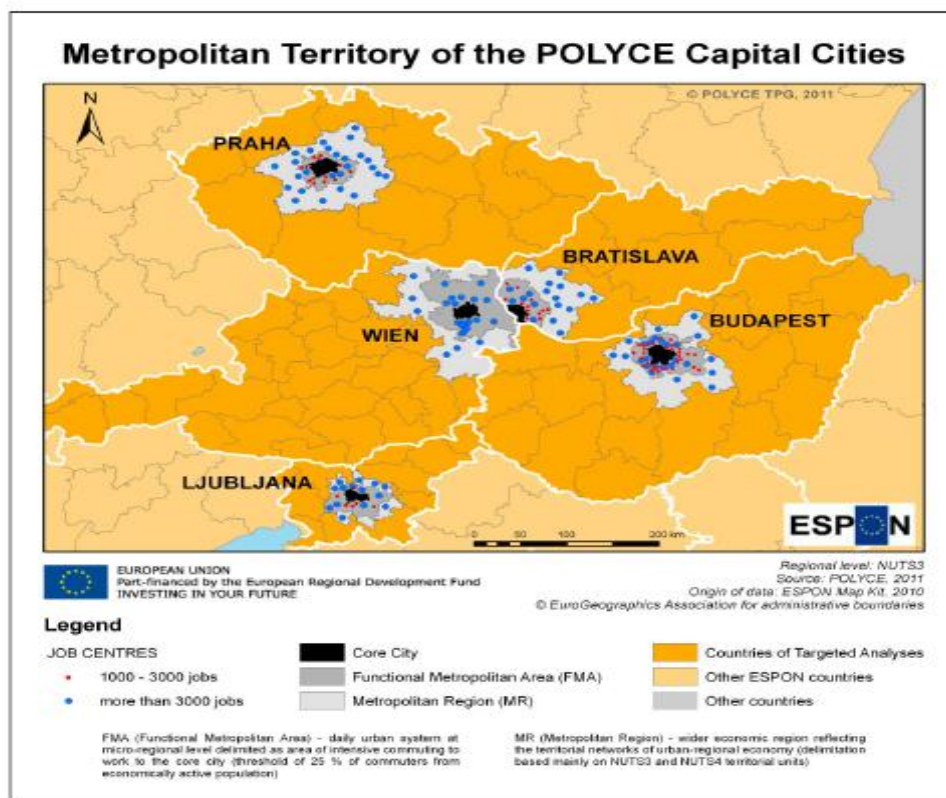 Metropolitan Territory of the POLYCE Capital Cities
© POLYCE TPG, 2011
N
PRAHA
BRATISLAVA
WIEN
BUDAPEST
LJUBLJANA
0 50 100 200 km
ESPON
EUROPEAN UNION
Part-financed by the European Regional Development Fund
INVESTING IN YOUR FUTURE
Regional level: NUTS3
Source: POLYCE, 2011
Origin of data: ESPON Map Kit, 2010
© EuroGeographics Association for administrative boundaries
Legend
JOB CENTRES
1000 - 3000 jobs
more than 3000 jobs
Core City
Functional Metropolitan Area (FMA)
Metropolitan Region (MR)
Countries of Targeted Analyses
Other ESPON countries
Other countries
FMA (Functional Metropolitan Area) - daily urban system at
micro-regional level delimited as area of intensive commuting to
work to the core city (threshold of 25 % of commuters from
economically active population)
MR (Metropolitan Region) - wider economic region reflecting
the territorial networks of urban-regional economy (delimitation
based mainly on NUTS3 and NUTS4 territorial units)